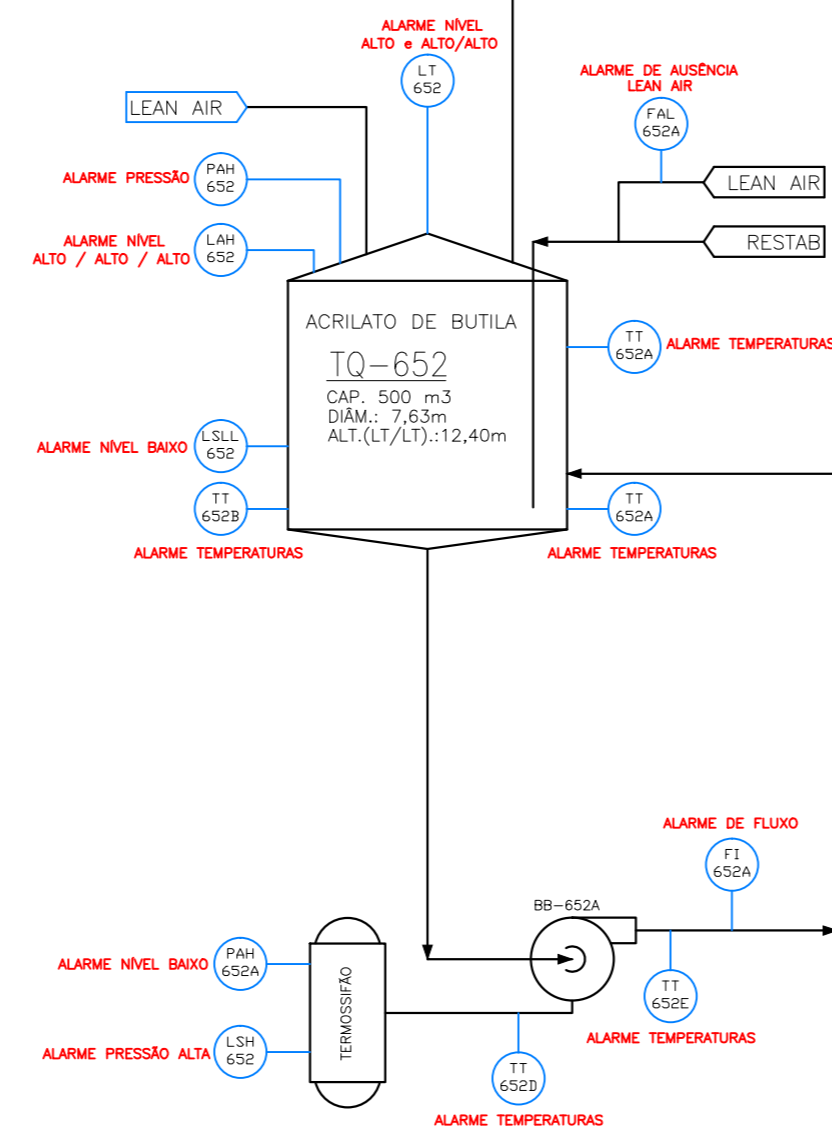 ALARME NÍVEL
ALTO e ALTO/ALTO
LT
652
ALARME DE AUSÊNCIA
LEAN AIR
FAL
652A
LEAN AIR
ALARME PRESSÃO
PAH
652
LEAN AIR
ALARME NÍVEL
ALTO / ALTO / ALTO
LAH
652
RESTAB
ACRILATO DE BUTILA
TQ-652
CAP. 500 m3
DIÂM.: 7,63m
ALT.(LT/LT).:12,40m
TT
652A
ALARME TEMPERATURAS
ALARME NÍVEL BAIXO
LSLL
652
TT
652B
ALARME TEMPERATURAS
TT
652A
ALARME TEMPERATURAS
ALARME DE FLUXO
FI
652A
BB-652A
ALARME NÍVEL BAIXO
PAH
652A
TERMOSSIFÃO
TT
652E
ALARME TEMPERATURAS
ALARME PRESSÃO ALTA
LSH
652
TT
652D
ALARME TEMPERATURAS